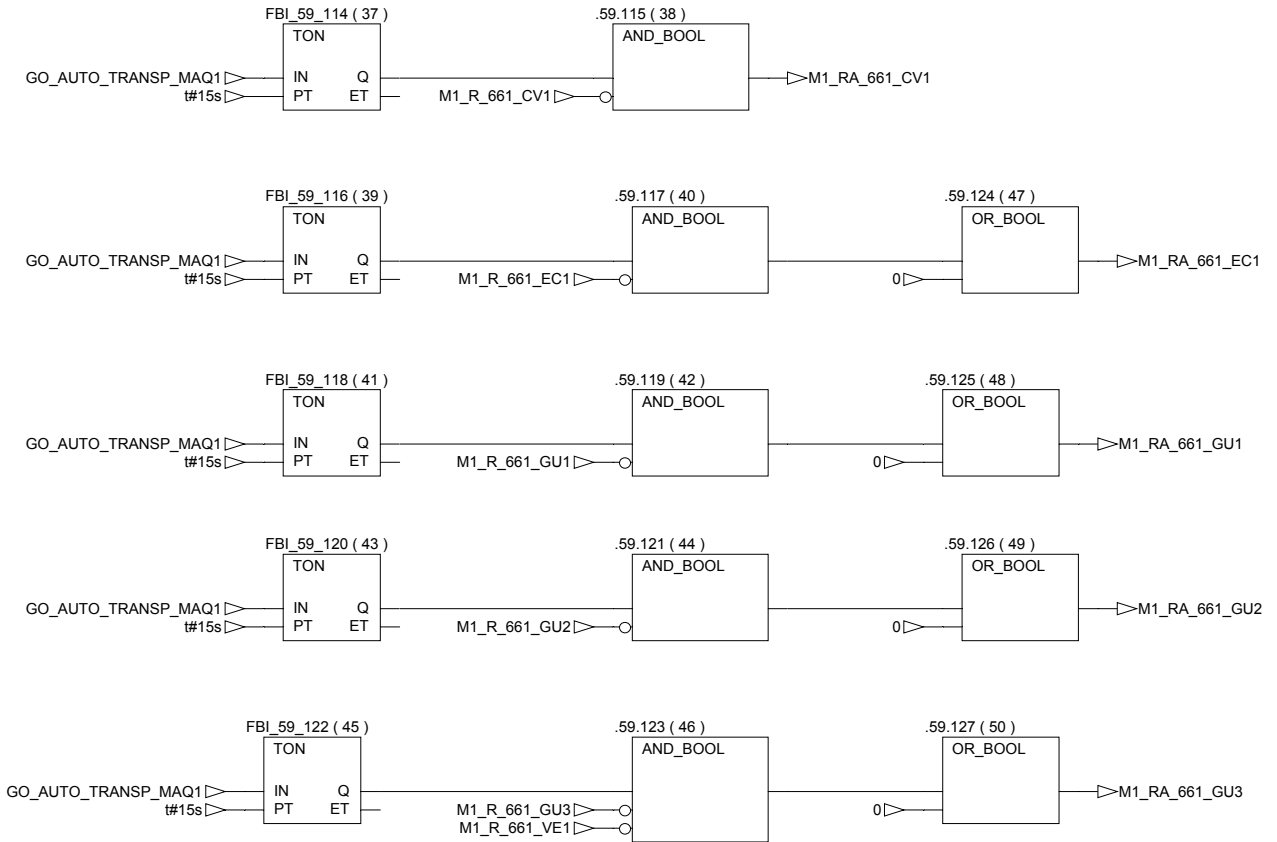 FBI_59_114 ( 37 )
.59.115 ( 38 )
TON
AND_BOOL
GO_AUTO_TRANSP_MAQ1
IN
Q
M1_RA_661_CV1
t#15s
PT
ET
M1_R_661_CV1
FBI_59_116 ( 39 )
.59.117 ( 40 )
.59.124 ( 47 )
TON
AND_BOOL
OR_BOOL
GO_AUTO_TRANSP_MAQ1
IN
Q
M1_RA_661_EC1
t#15s
PT
ET
M1_R_661_EC1
0
FBI_59_118 ( 41 )
.59.119 ( 42 )
.59.125 ( 48 )
TON
AND_BOOL
OR_BOOL
GO_AUTO_TRANSP_MAQ1
IN
Q
M1_RA_661_GU1
t#15s
PT
ET
M1_R_661_GU1
0
FBI_59_120 ( 43 )
.59.121 ( 44 )
.59.126 ( 49 )
TON
AND_BOOL
OR_BOOL
GO_AUTO_TRANSP_MAQ1
IN
Q
M1_RA_661_GU2
t#15s
PT
ET
M1_R_661_GU2
0
FBI_59_122 ( 45 )
.59.123 ( 46 )
.59.127 ( 50 )
TON
AND_BOOL
OR_BOOL
GO_AUTO_TRANSP_MAQ1
IN
Q
M1_RA_661_GU3
t#15s
PT
ET
M1_R_661_GU3
0
M1_R_661_VE1